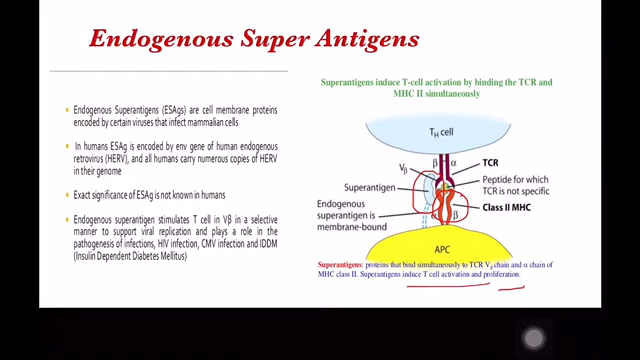 Endogenous Super Antigens
Endogenous Superantigens (ESAgs) are cell membrane proteins
encoded by certain viruses that infect mammalian cells
In humans ESAg is encoded by env gene of human endogenous
retrovirus (HERV), and all humans carry numerous copies of HERV
in their genome
Exact significance of ESAg is not known in humans
Endogenous superantigen stimulates T cell in Vβ in a selective
manner to support viral replication and plays a role in the
pathogenesis of infections, HIV infection, CMV infection and IDDM
(Insulin Dependent Diabetes Mellitus)
Superantigens induce T-cell activation by binding the TCR and
MHC II simultaneously
TH cell
Vβ
β α
TCR
Superantigen
Peptide for which
TCR is not specific
Endogenous
superantigen is
membrane-bound
Class II MHC
α β
APC
Superantigens: proteins that bind simultaneously to TCR Vβ chain and α chain of
MHC class II. Superantigens induce T cell activation and proliferation.